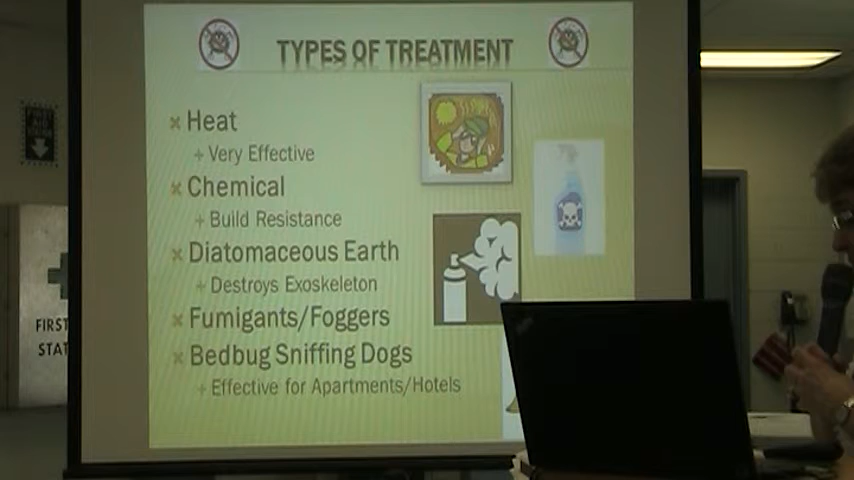 TYPES OF TREATMENT
Heat
Very Effective
Chemical
Build Resistance
Diatomaceous Earth
Destroys Exoskeleton
Fumigants/Foggers
Bedbug Sniffing Dogs
Effective for Apartments/Hotels
FIRST
STAT